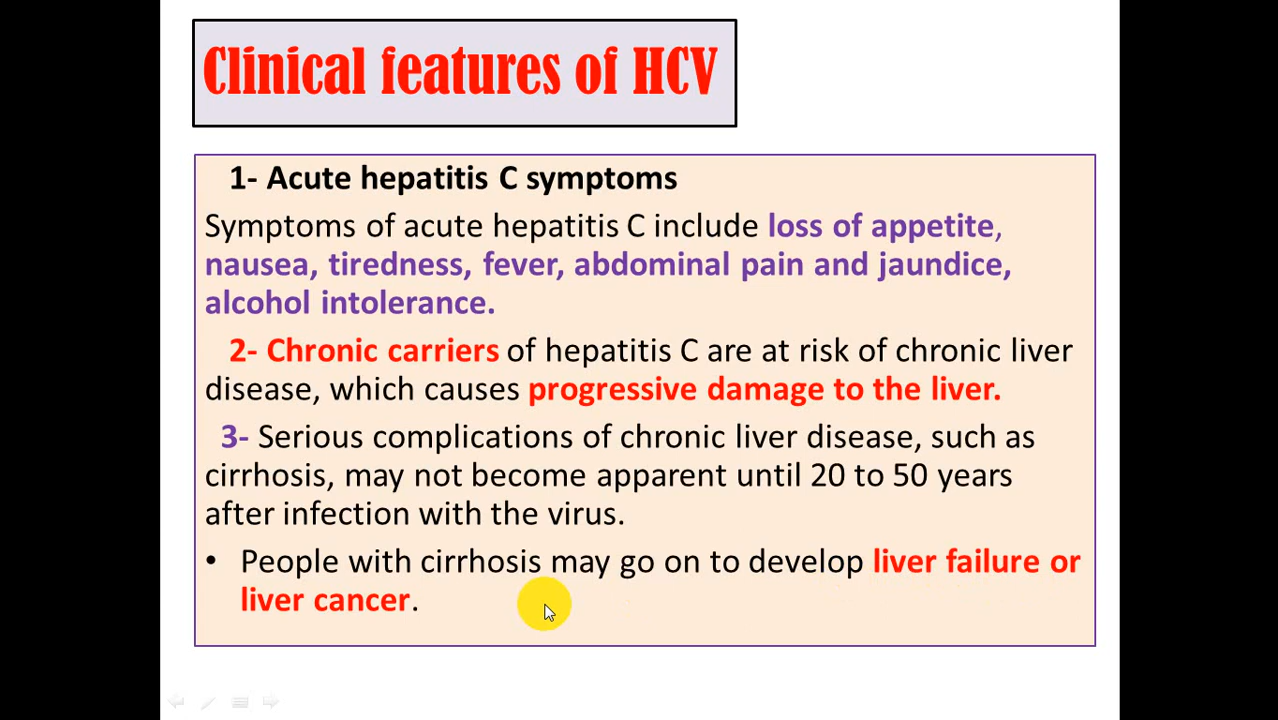 Clinical features of HCV
1- Acute hepatitis C symptoms
Symptoms of acute hepatitis C include loss of appetite,
nausea, tiredness, fever, abdominal pain and jaundice,
alcohol intolerance.
2- Chronic carriers of hepatitis C are at risk of chronic liver
disease, which causes progressive damage to the liver.
3- Serious complications of chronic liver disease, such as
cirrhosis, may not become apparent until 20 to 50 years
after infection with the virus.
• People with cirrhosis may go on to develop liver failure or
liver cancer.